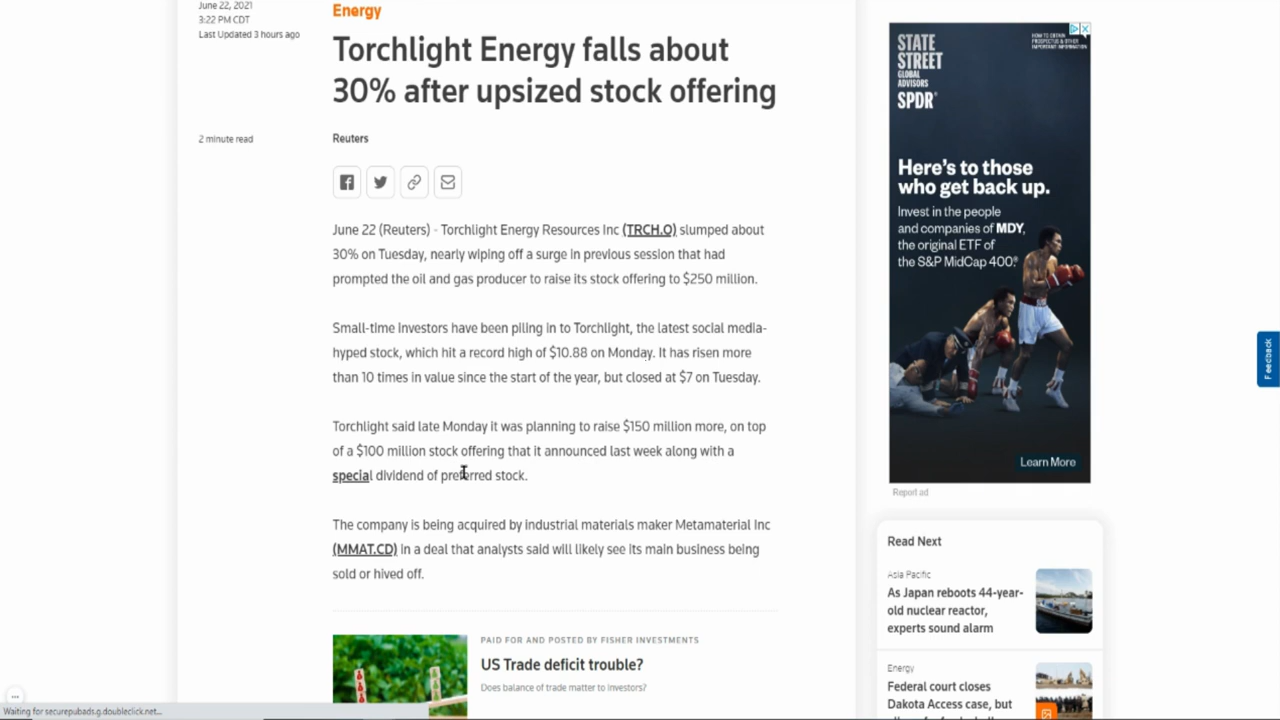 June 22, 2021
3:22 PM CDT
Last Updated 3 hours ago
2 minute read
Energy
Torchlight Energy falls about
30% after upsized stock offering
Reuters
June 22 (Reuters) - Torchlight Energy Resources Inc (TRCH.O) slumped about
30% on Tuesday, nearly wiping off a surge in previous session that had
prompted the oil and gas producer to raise its stock offering to $250 million.
Small-time investors have been piling in to Torchlight, the latest social media-
hyped stock, which hit a record high of $10.88 on Monday. It has risen more
than 10 times in value since the start of the year, but closed at $7 on Tuesday.
Torchlight said late Monday it was planning to raise $150 million more, on top
of a $100 million stock offering that it announced last week along with a
special dividend of preferred stock.
The company is being acquired by industrial materials maker Metamaterial Inc
(MMAT.CD) in a deal that analysts said will likely see its main business being
sold or hived off.
PAID FOR AND POSTED BY FISHER INVESTMENTS
US Trade deficit trouble?
Does balance of trade matter to investors?
STATE
STREET
GLOBAL
ADVISORS
SPDR®
HOW TO OBTAIN
PROSPECTUS & OTHER
IMPORTANT INFORMATION
Here's to those
who get back up.
Invest in the people
and companies of MDY,
the original ETF of
the S&P MidCap 400®.
Learn More
Report ad
Read Next
Asia Pacific
As Japan reboots 44-year-
old nuclear reactor,
experts sound alarm
Energy
Federal court closes
Dakota Access case, but
Feedback
Waiting for securepubads.g.doubleclick.net...